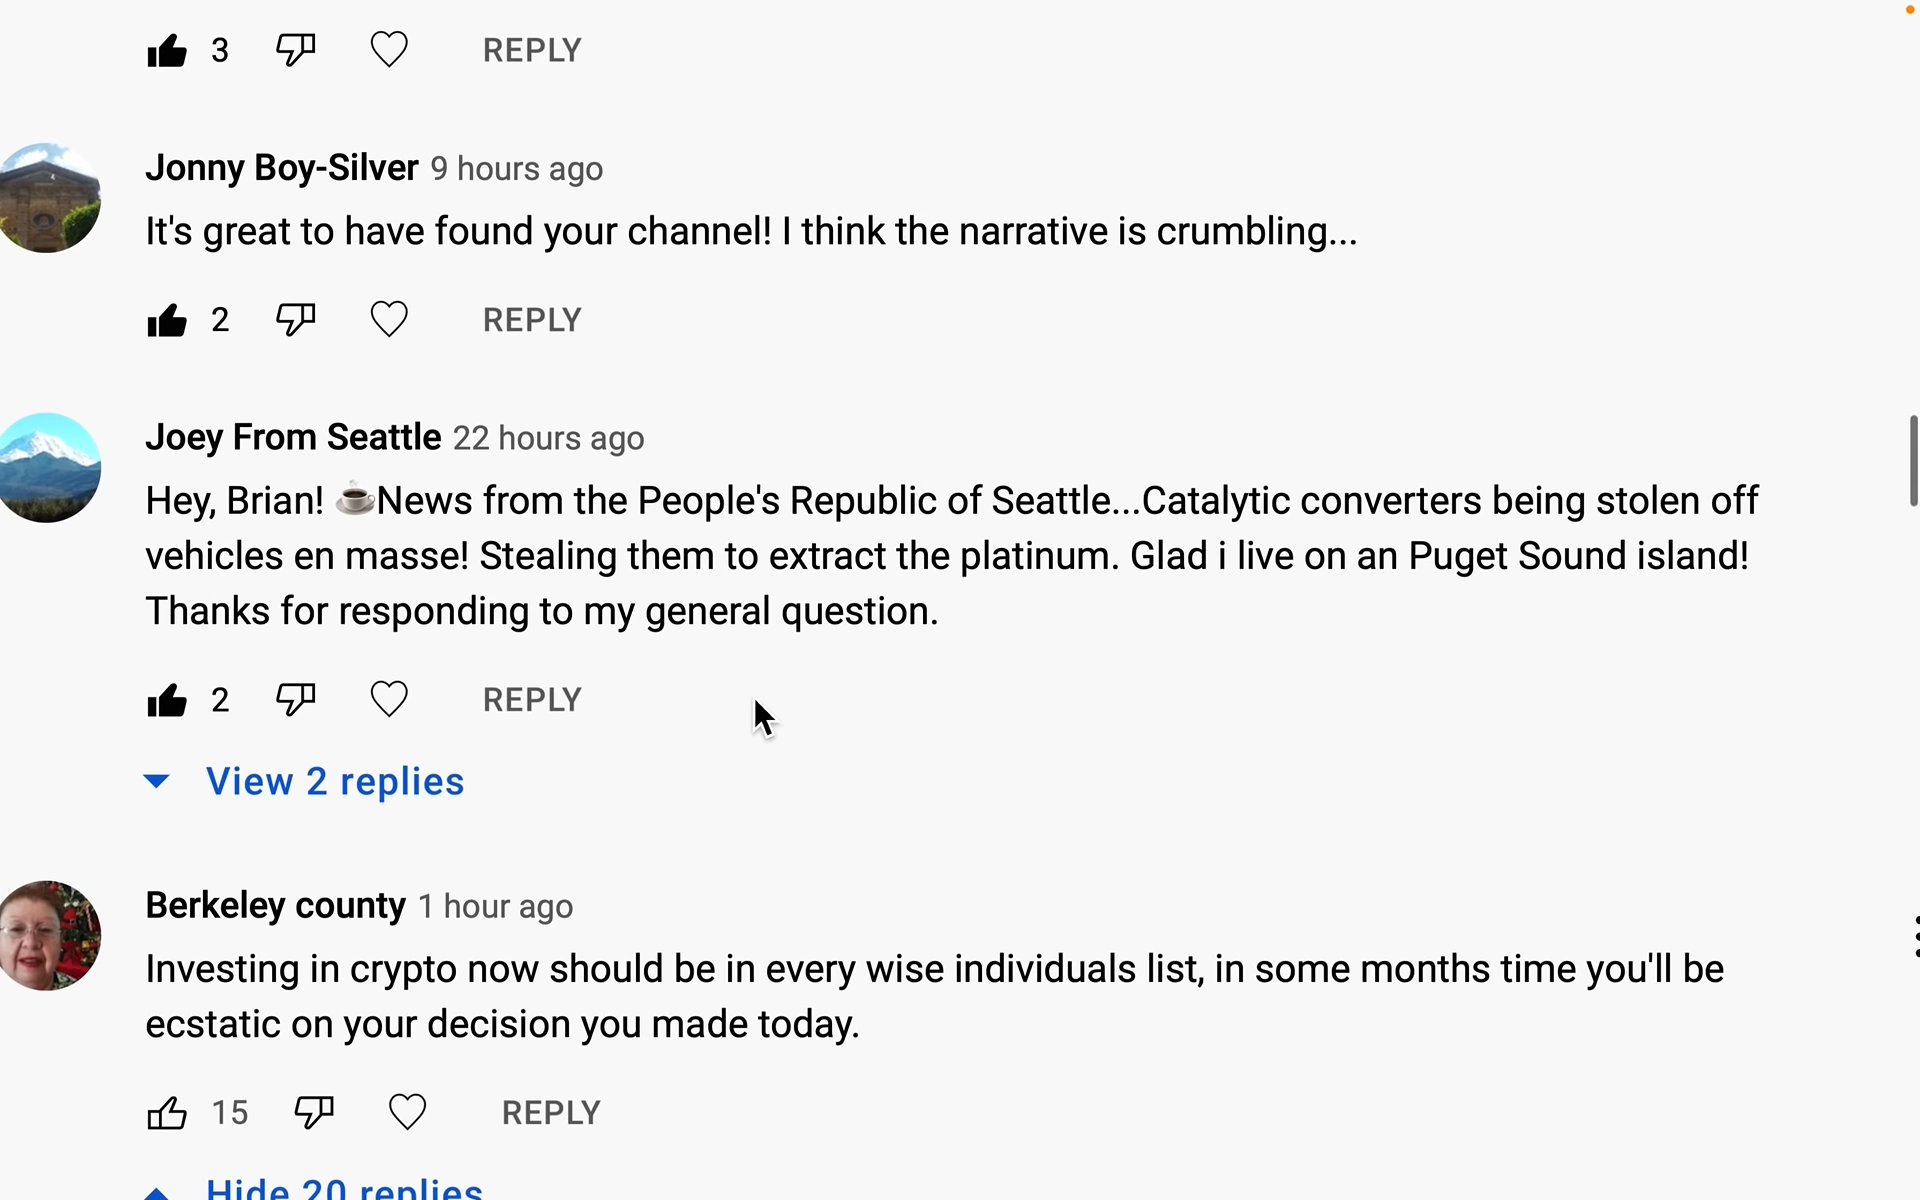 3 REPLY
Jonny Boy-Silver 9 hours ago
It's great to have found your channel! I think the narrative is crumbling...
2 REPLY
Joey From Seattle 22 hours ago
Hey, Brian! ☕News from the People's Republic of Seattle...Catalytic converters being stolen off
vehicles en masse! Stealing them to extract the platinum. Glad i live on an Puget Sound island!
Thanks for responding to my general question.
2 REPLY
View 2 replies
Berkeley county 1 hour ago
Investing in crypto now should be in every wise individuals list, in some months time you'll be
ecstatic on your decision you made today.
15 REPLY
Hide 20 replies